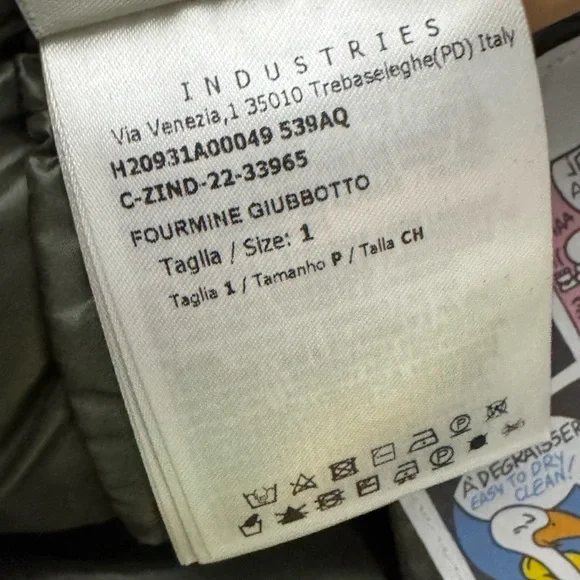 INDUSTRIES
Via Venezia,1 35010 Trebaseleghe(PD) Italy
H20931A00049 539AQ
C-ZIND-22-33965
FOURMINE GIUBBOTTO
Taglia / Size: 1
Taglia 1 / Tamanho P / Talla CH
P
P
A DEGRAISSER
EASY TO DRY
CLEAN!